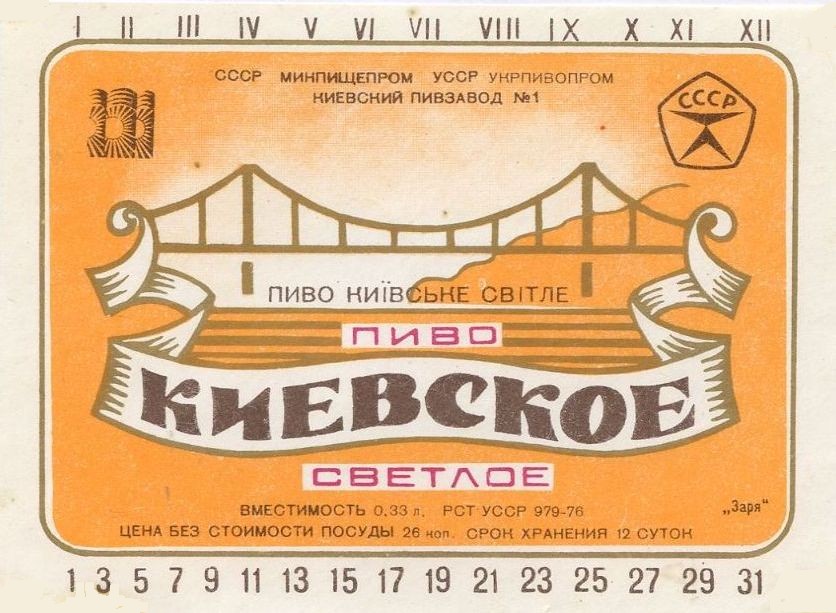 I II III IV V VI VII VIII IX X XI XII
СССР МИНПИЩЕПРОМ УССР УКРПИВОПРОМ
КИЕВСКИЙ ПИВЗАВОД №1
СССР
ПИВО КИЇВСЬКЕ СВІТЛЕ
ПИВО
КИЕВСКОЕ
СВЕТЛОЕ
ВМЕСТИМОСТЬ 0,33 л, РСТ УССР 979-76
„Заря“
ЦЕНА БЕЗ СТОИМОСТИ ПОСУДЫ 26 коп. СРОК ХРАНЕНИЯ 12 СУТОК
1 3 5 7 9 11 13 15 17 19 21 23 25 27 29 31